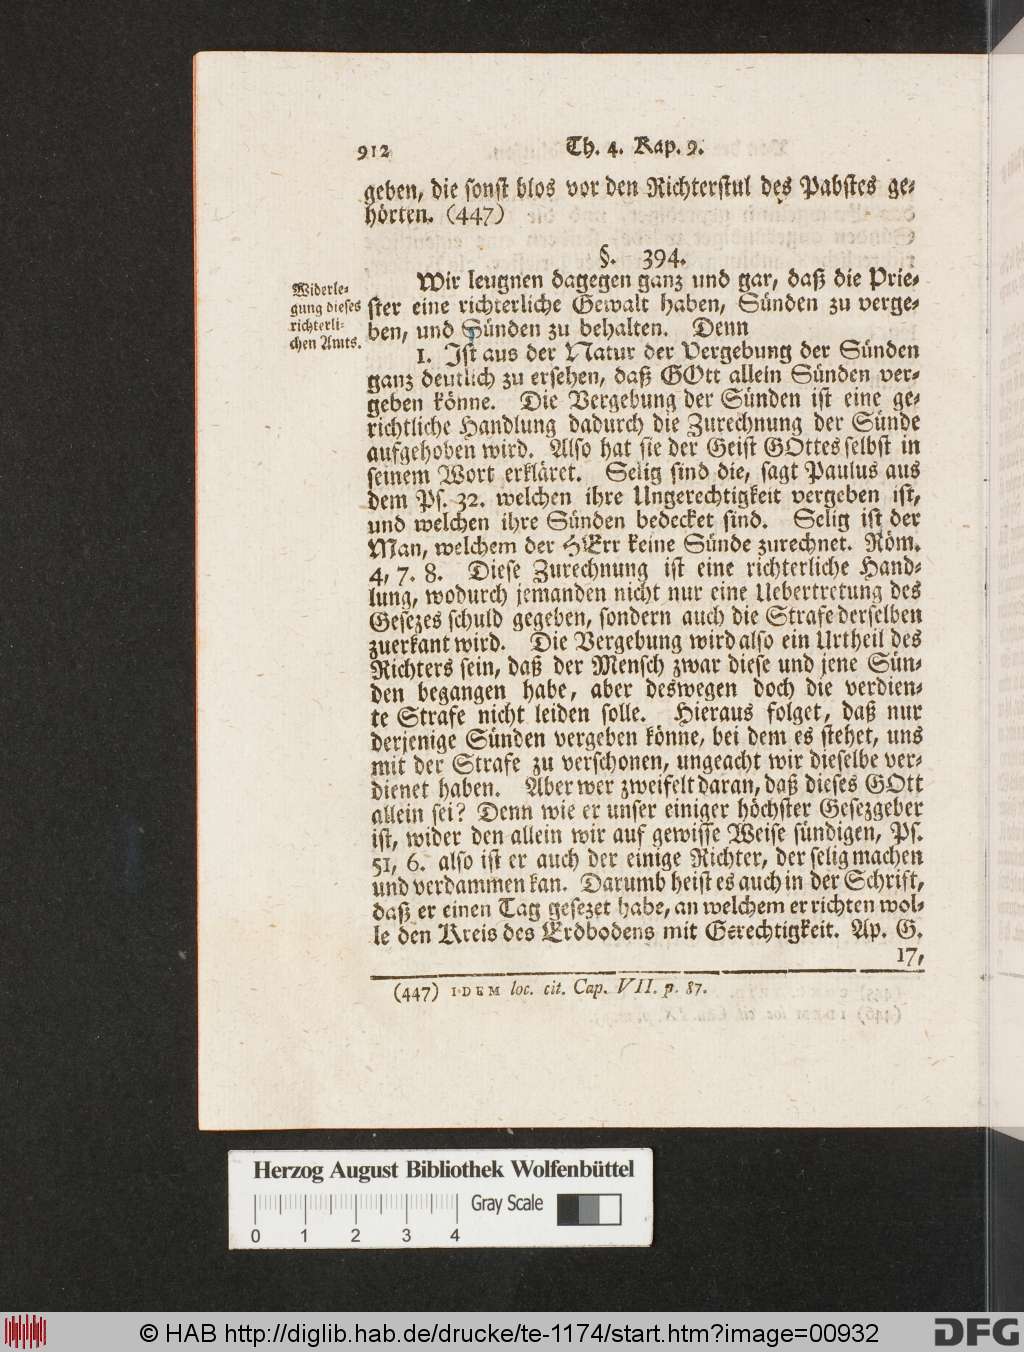 912 Th. 4. Kap. 9.
geben, die sonst blos vor den Richterstul des Pabstes ge-
hörten. (447)
§. 394.
Widerle-
gung dieses
richterli-
chen Amts.
Wir leugnen dagegen ganz und gar, daß die Prie-
ster eine richterliche Gewalt haben, Sünden zu verge-
ben, und Sünden zu behalten. Denn
1. Ist aus der Natur der Vergebung der Sünden
ganz deutlich zu ersehen, daß GOtt allein Sünden ver-
geben könne. Die Vergebung der Sünden ist eine ge-
richtliche Handlung dadurch die Zurechnung der Sünde
aufgehoben wird. Also hat sie der Geist GOttes selbst in
seinem Wort erkläret. Selig sind die, sagt Paulus aus
dem Ps. 32. welchen ihre Ungerechtigkeit vergeben ist,
und welchen ihre Sünden bedecket sind. Selig ist der
Man, welchem der HErr keine Sünde zurechnet. Röm.
4, 7. 8. Diese Zurechnung ist eine richterliche Hand-
lung, wodurch jemanden nicht nur eine Uebertretung des
Gesezes schuld gegeben, sondern auch die Strafe derselben
zuerkant wird. Die Vergebung wird also ein Urtheil des
Richters sein, daß der Mensch zwar diese und jene Sün-
den begangen habe, aber deswegen doch die verdien-
te Strafe nicht leiden solle. Hieraus folget, daß nur
derjenige Sünden vergeben könne, bei dem es stehet, uns
mit der Strafe zu verschonen, ungeacht wir dieselbe ver-
dienet haben. Aber wer zweifelt daran, daß dieses GOtt
allein sei? Denn wie er unser einiger höchster Gesezgeber
ist, wider den allein wir auf gewisse Weise sündigen, Ps.
51, 6. also ist er auch der einige Richter, der selig machen
und verdammen kan. Darumb heist es auch in der Schrift,
daß er einen Tag gesezet habe, an welchem er richten wol-
le den Kreis des Erdbodens mit Gerechtigkeit. Ap. G.
17,
(447) IDEM loc. cit. Cap. VII. p. 87.
Herzog August Bibliothek Wolfenbüttel
Gray Scale
0 1 2 3 4
© HAB http://diglib.hab.de/drucke/te-1174/start.htm?image=00932
DFG